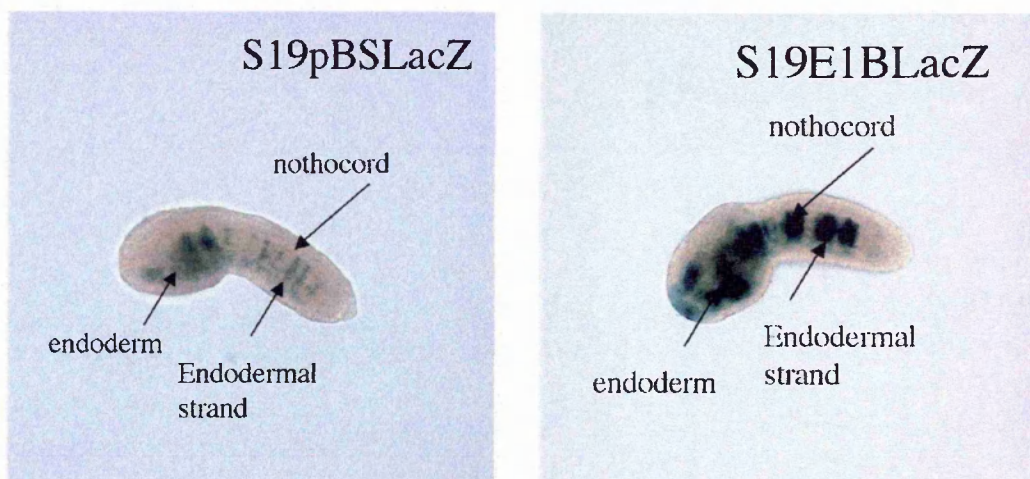 S19pBSLacZ
nothocord
endoderm
Endodermal
strand
S19E1BLacZ
nothocord
endoderm
Endodermal
strand